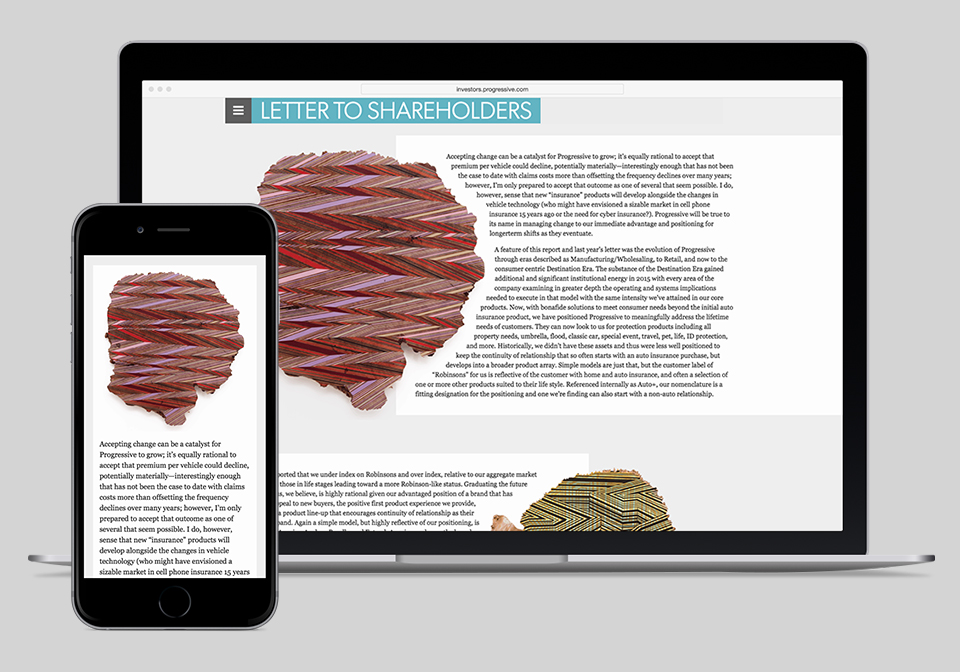 investors.progressive.com
LETTER TO SHAREHOLDERS
Accepting change can be a catalyst for Progressive to grow; it's equally rational to accept that
premium per vehicle could decline, potentially materially—interestingly enough that has not been
the case to date with claims costs more than offsetting the frequency declines over many years;
however, I'm only prepared to accept that outcome as one of several that seem possible. I do,
however, sense that new "insurance" products will develop alongside the changes in
vehicle technology (who might have envisioned a sizable market in cell phone
insurance 15 years ago or the need for cyber insurance?). Progressive will be true to
its name in managing change to our immediate advantage and positioning for
longerterm shifts as they eventuate.
A feature of this report and last year's letter was the evolution of Progressive
through eras described as Manufacturing/Wholesaling, to Retail, and now to the
consumer centric Destination Era. The substance of the Destination Era gained
additional and significant institutional energy in 2015 with every area of the
company examining in greater depth the operating and systems implications
needed to execute in that model with the same intensity we've attained in our core
products. Now, with bonafide solutions to meet consumer needs beyond the initial auto
insurance product, we have positioned Progressive to meaningfully address the lifetime
needs of customers. They can now look to us for protection products including all
property needs, umbrella, flood, classic car, special event, travel, pet, life, ID protection,
and more. Historically, we didn't have these assets and thus were less well positioned to
keep the continuity of relationship that so often starts with an auto insurance purchase, but
develops into a broader product array. Simple models are just that, but the customer label of
"Robinsons" for us is reflective of the customer with home and auto insurance, and often a selection of
one or more other products suited to their life style. Referenced internally as Auto+, our nomenclature is a
fitting designation for the positioning and one we're finding can also start with a non-auto relationship.
ported that we under index on Robinsons and over index, relative to our aggregate market
those in life stages leading toward a more Robinson-like status. Graduating the future
s, we believe, is highly rational given our advantaged position of a brand that has
peal to new buyers, the positive first product experience we provide,
a product line-up that encourages continuity of relationship as their
and. Again a simple model, but highly reflective of our positioning, is
Accepting change can be a catalyst for
Progressive to grow; it's equally rational to
accept that premium per vehicle could decline,
potentially materially—interestingly enough
that has not been the case to date with claims
costs more than offsetting the frequency
declines over many years; however, I'm only
prepared to accept that outcome as one of
several that seem possible. I do, however,
sense that new "insurance" products will
develop alongside the changes in vehicle
technology (who might have envisioned a
sizable market in cell phone insurance 15 years